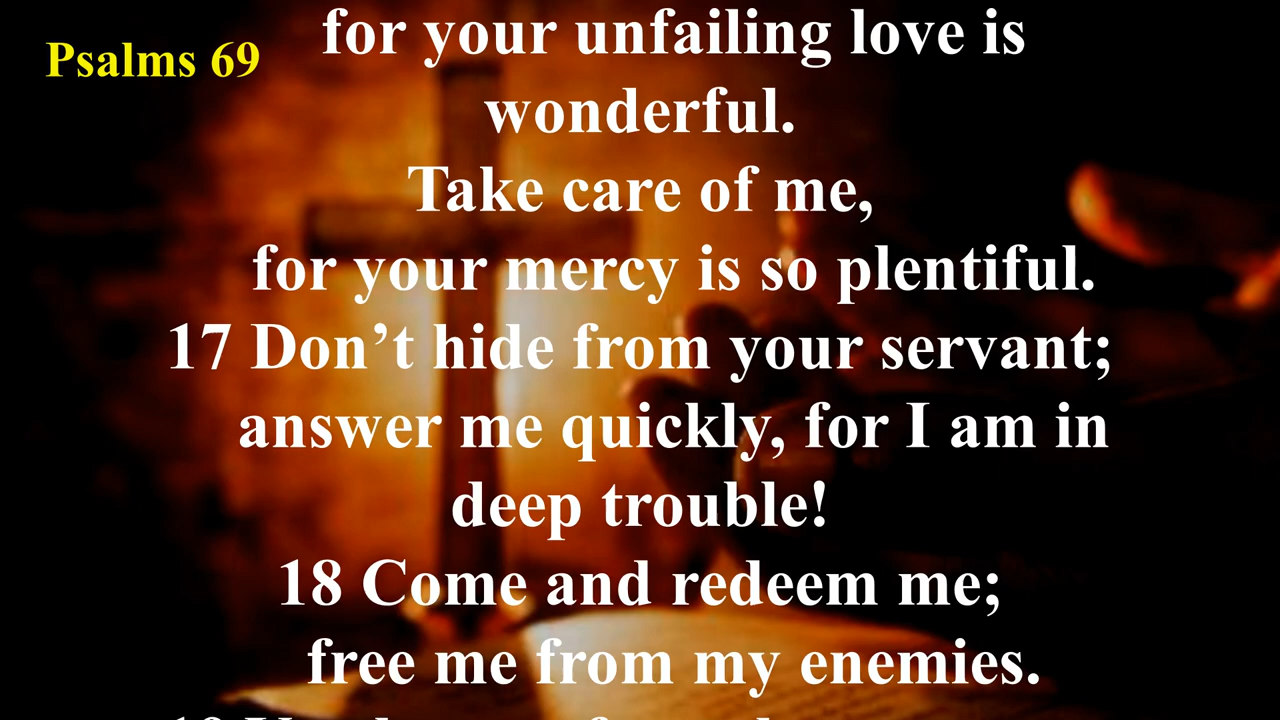 Psalms 69
for your unfailing love is
wonderful.
Take care of me,
for your mercy is so plentiful.
17 Don’t hide from your servant;
answer me quickly, for I am in
deep trouble!
18 Come and redeem me;
free me from my enemies.